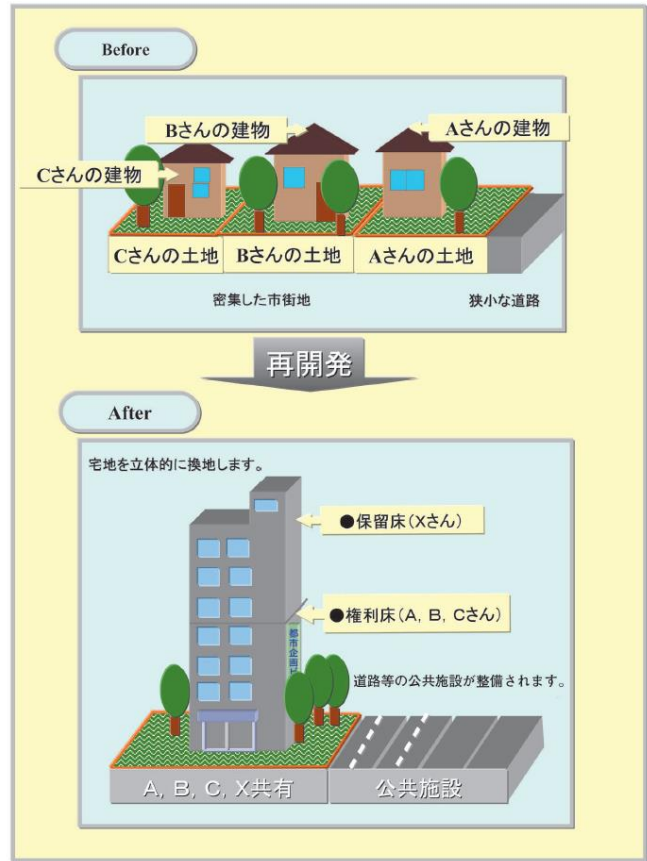 Before
Bさんの建物
Aさんの建物
Cさんの建物
Cさんの土地
Bさんの土地
Aさんの土地
密集した市街地
狭小な道路
再開発
After
宅地を立体的に換地します。
●保留床(Xさん)
●権利床(A, B, Cさん)
都市企画ビ
道路等の公共施設が整備されます。
A, B, C, X共有
公共施設